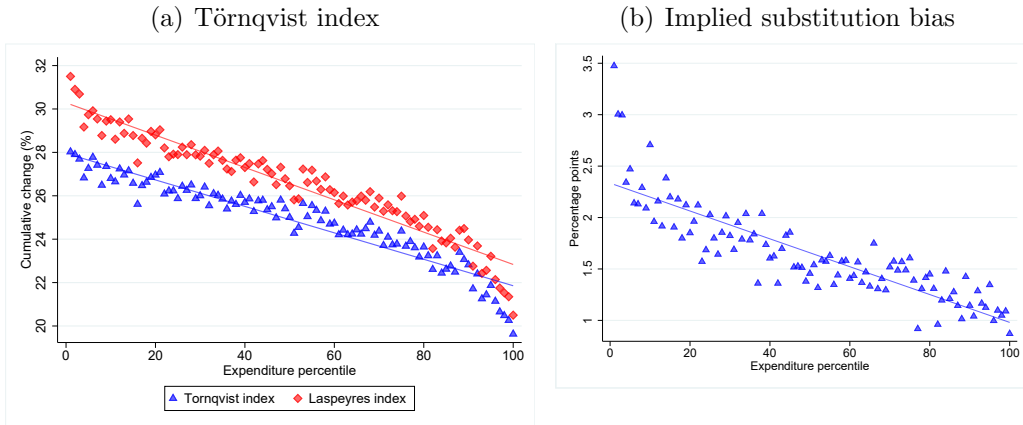 (a) Törnqvist index
Cumulative change (%)
32
30
28
26
24
22
20
0 20 40 60 80 100
Expenditure percentile
Tornqvist index Laspeyres index
(b) Implied substitution bias
Percentage points
3.5
3
2.5
2
1.5
1
0 20 40 60 80 100
Expenditure percentile